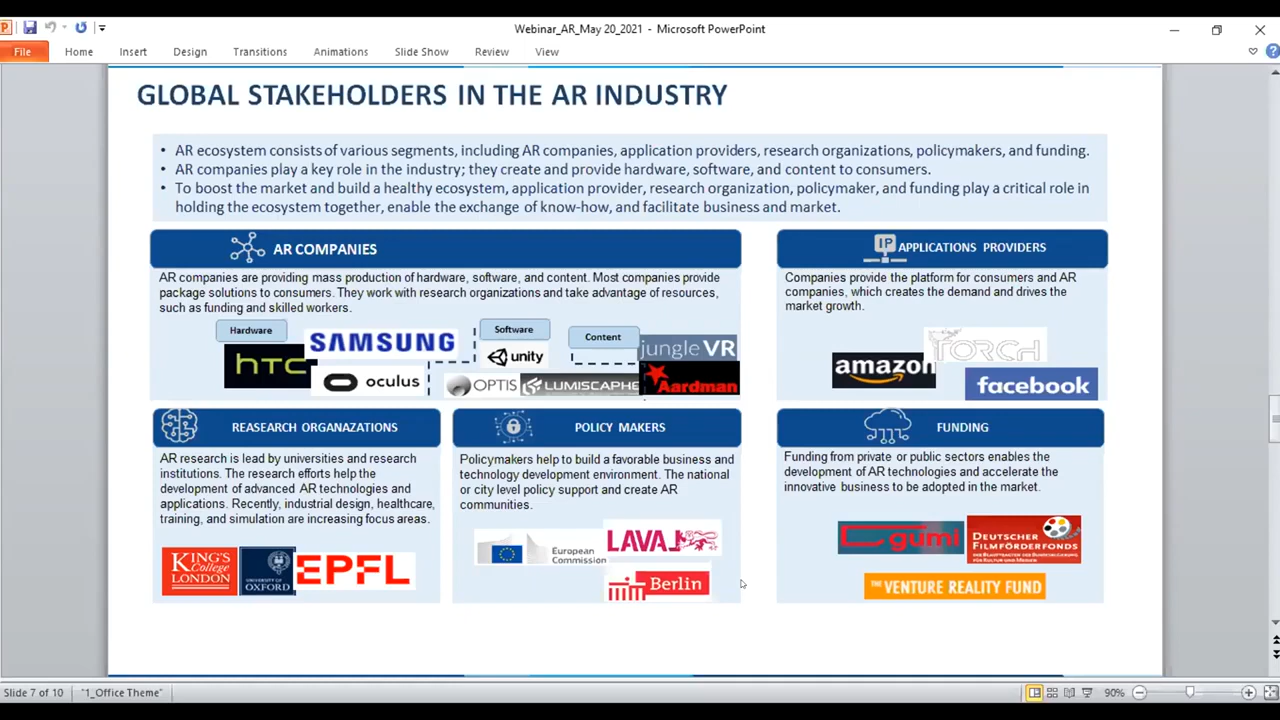 Webinar_AR_May 20_2021 - Microsoft PowerPoint
File Home Insert Design Transitions Animations Slide Show Review View
GLOBAL STAKEHOLDERS IN THE AR INDUSTRY
• AR ecosystem consists of various segments, including AR companies, application providers, research organizations, policymakers, and funding.
• AR companies play a key role in the industry; they create and provide hardware, software, and content to consumers.
• To boost the market and build a healthy ecosystem, application provider, research organization, policymaker, and funding play a critical role in
holding the ecosystem together, enable the exchange of know-how, and facilitate business and market.
AR COMPANIES
AR companies are providing mass production of hardware, software, and content. Most companies provide
package solutions to consumers. They work with research organizations and take advantage of resources,
such as funding and skilled workers.
Hardware
SAMSUNG
hTC
oculus
Software
unity
OPTIS
LUMISCAPHE
Content
jungle VR
Aardman
IP
APPLICATIONS PROVIDERS
Companies provide the platform for consumers and AR
companies, which creates the demand and drives the
market growth.
TORCH
amazon
facebook
REASEARCH ORGANAZATIONS
AR research is lead by universities and research
institutions. The research efforts help the
development of advanced AR technologies and
applications. Recently, industrial design, healthcare,
training, and simulation are increasing focus areas.
KING'S
College
LONDON
UNIVERSITY OF
OXFORD
EPFL
POLICY MAKERS
Policymakers help to build a favorable business and
technology development environment. The national
or city level policy support and create AR
communities.
European
Commission
LAVAL
Berlin
FUNDING
Funding from private or public sectors enables the
development of AR technologies and accelerate the
innovative business to be adopted in the market.
gumi
DEUTSCHER
FILMFÖRDERFONDS
THE VENTURE REALITY FUND
Slide 7 of 10 "1_Office Theme" 90%